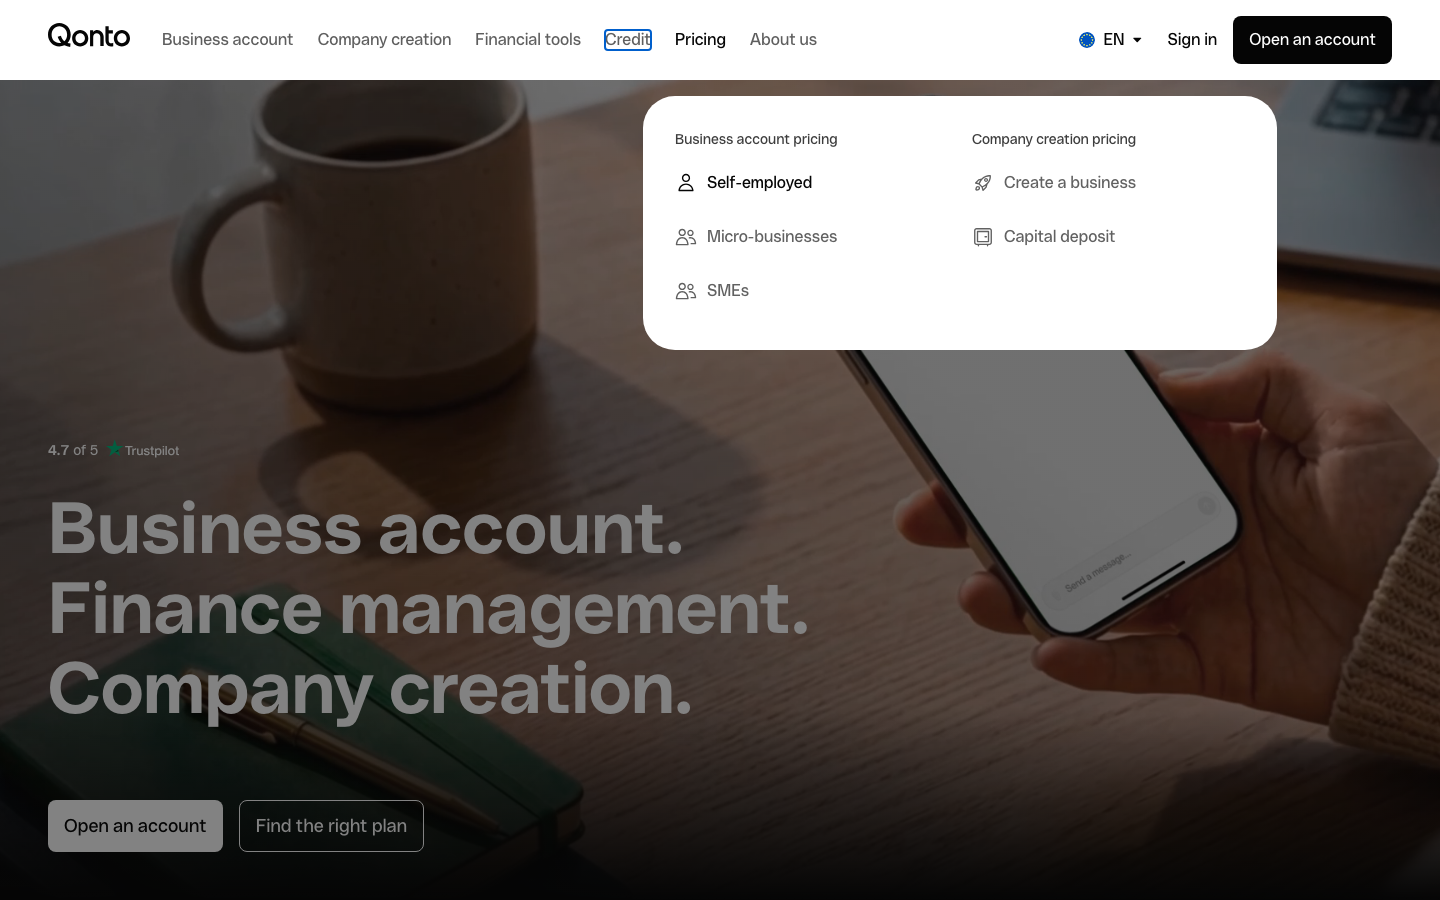 Qonto
Business account
Company creation
Financial tools
Credit
Pricing
About us
EN
Sign in
Open an account
Business account pricing
Company creation pricing
Self-employed
Create a business
Micro-businesses
Capital deposit
SMEs
Send a message...
4.7 of 5 Trustpilot
Business account.
Finance management.
Company creation.
Open an account
Find the right plan